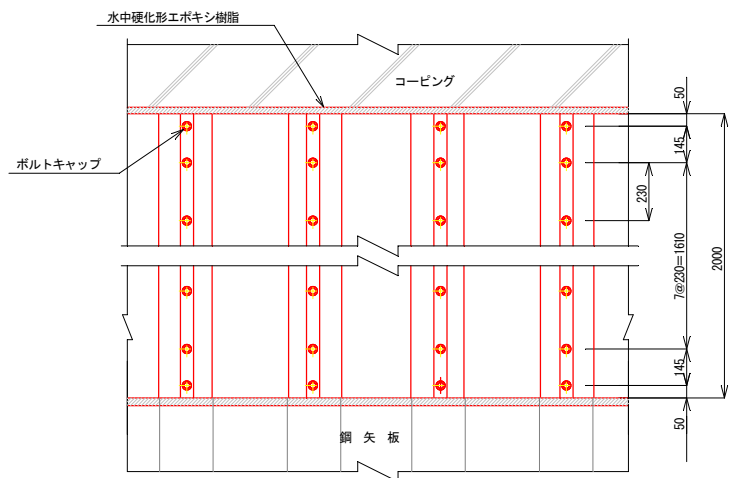 水中硬化形エポキシ樹脂
コーピング
ボルトキャップ
50
145
230
7@230=1610
2000
145
50
鋼 矢 板